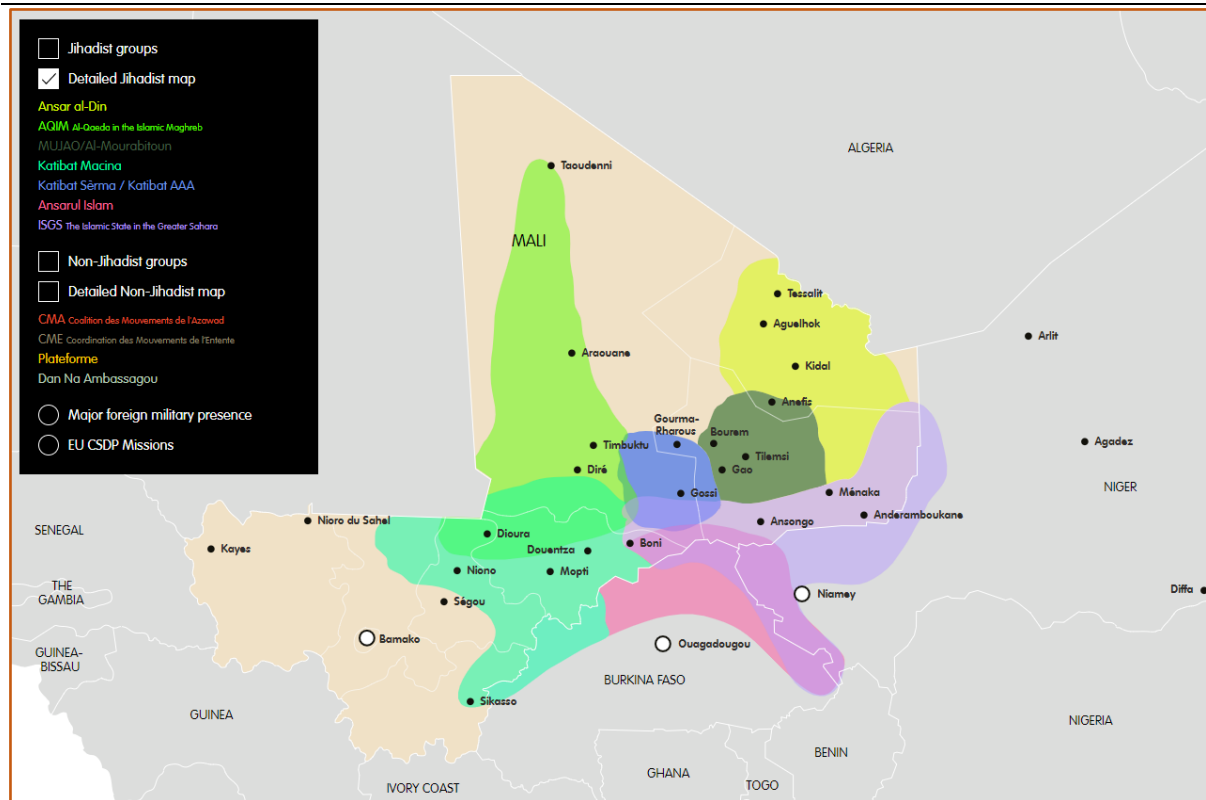 Jihadist groups
Detailed Jihadist map
Ansar al-Din
AQIM Al-Qaeda in the Islamic Maghreb
MUJAO/Al-Mourabitoun
Katibat Macina
Katibat Sèrma / Katibat AAA
Ansarul Islam
ISGS The Islamic State in the Greater Sahara
Non-Jihadist groups
Detailed Non-Jihadist map
CMA Coalition des Mouvements de l'Azawad
CME Coordination des Mouvements de l'Entente
Plateforme
Dan Na Ambassagou
Major foreign military presence
EU CSDP Missions
ALGERIA
Taoudenni
MALI
Tessalit
Aguelhok
Arlit
Araouane
Kidal
Anefis
Gourma-
Rharous
Bourem
Timbuktu
Tilemsi
Agadez
Diré
Gao
NIGER
Gossi
Ménaka
Anderamboukane
Nioro du Sahel
Ansongo
SENEGAL
Dioura
Kayes
Douentza
Boni
Niono
Mopti
THE
GAMBIA
Ségou
Niamey
Diffa
Bamako
Ouagadougou
GUINEA-
BISSAU
BURKINA FASO
Sikasso
GUINEA
NIGERIA
BENIN
GHANA
TOGO
IVORY COAST